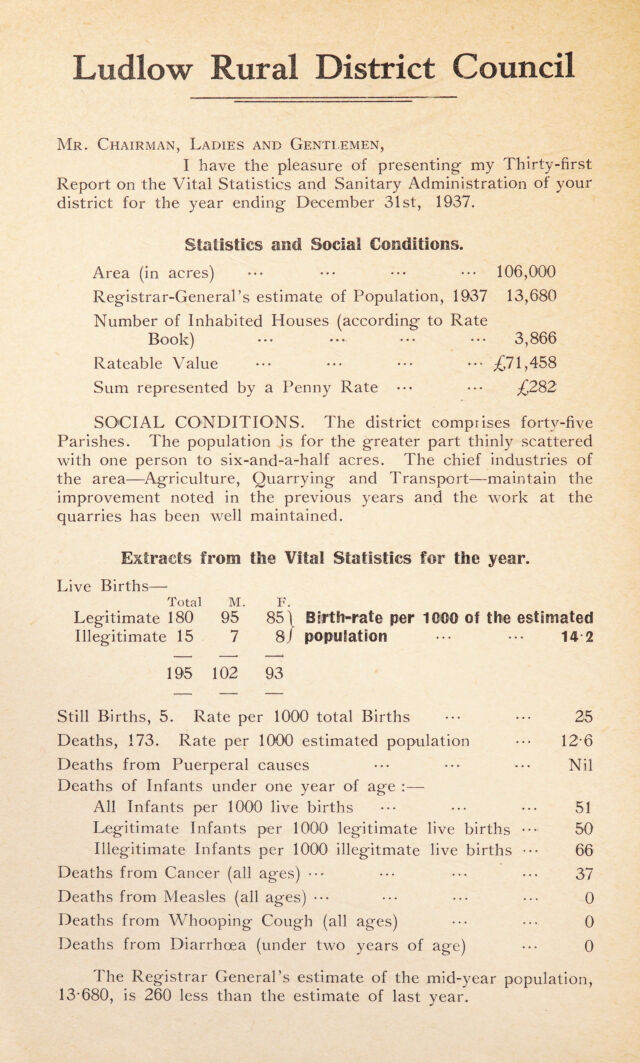 Ludlow Rural District Council
Mr. Chairman, Ladies and Gentlemen,
I have the pleasure of presenting my Thirty-first
Report on the Vital Statistics and Sanitary Administration of your
district for the year ending December 31st, 1937.
Statistics and Social Conditions.
Area (in acres) ... ... ... ... 106,000
Registrar-General's estimate of Population, 1937 13,680
Number of Inhabited Houses (according to Rate
Book) ... ... ... ... 3,866
Rateable Value ... ... ... ... £71,458
Sum represented by a Penny Rate ... ... £282
SOCIAL CONDITIONS. The district comprises forty-five
Parishes. The population is for the greater part thinly scattered
with one person to six-and-a-half acres. The chief industries of
the area—Agriculture, Quarrying and Transport—maintain the
improvement noted in the previous years and the work at the
quarries has been well maintained.
Extracts from the Vital Statistics for the year.
Live Births—
Total M. F.
Legitimate 180 95 85} Birth-rate per 1000 of the estimated
Illegitimate 15 7 8} population ... ... 14·2
195 102 93
Still Births, 5. Rate per 1000 total Births ... ... 25
Deaths, 173. Rate per 1000 estimated population ... 12·6
Deaths from Puerperal causes ... ... ... Nil
Deaths of Infants under one year of age :—
All Infants per 1000 live births ... ... ... 51
Legitimate Infants per 1000 legitimate live births ... 50
Illegitimate Infants per 1000 illegitmate live births ... 66
Deaths from Cancer (all ages) ... ... ... ... 37
Deaths from Measles (all ages) ... ... ... ... 0
Deaths from Whooping Cough (all ages) ... ... 0
Deaths from Diarrhœa (under two years of age) ... 0
The Registrar General's estimate of the mid-year population,
13·680, is 260 less than the estimate of last year.